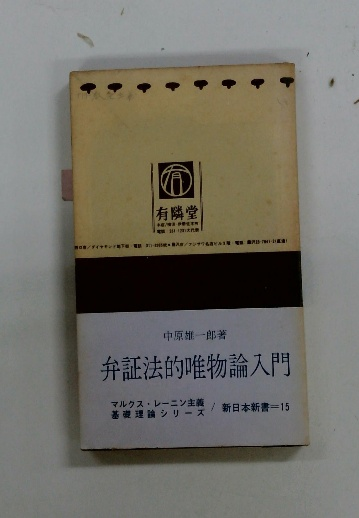 有
有隣堂
中原雄一郎著
弁証法的唯物論入門
マルクス・レーニン主義
基礎理論シリーズ / 新日本新書=15